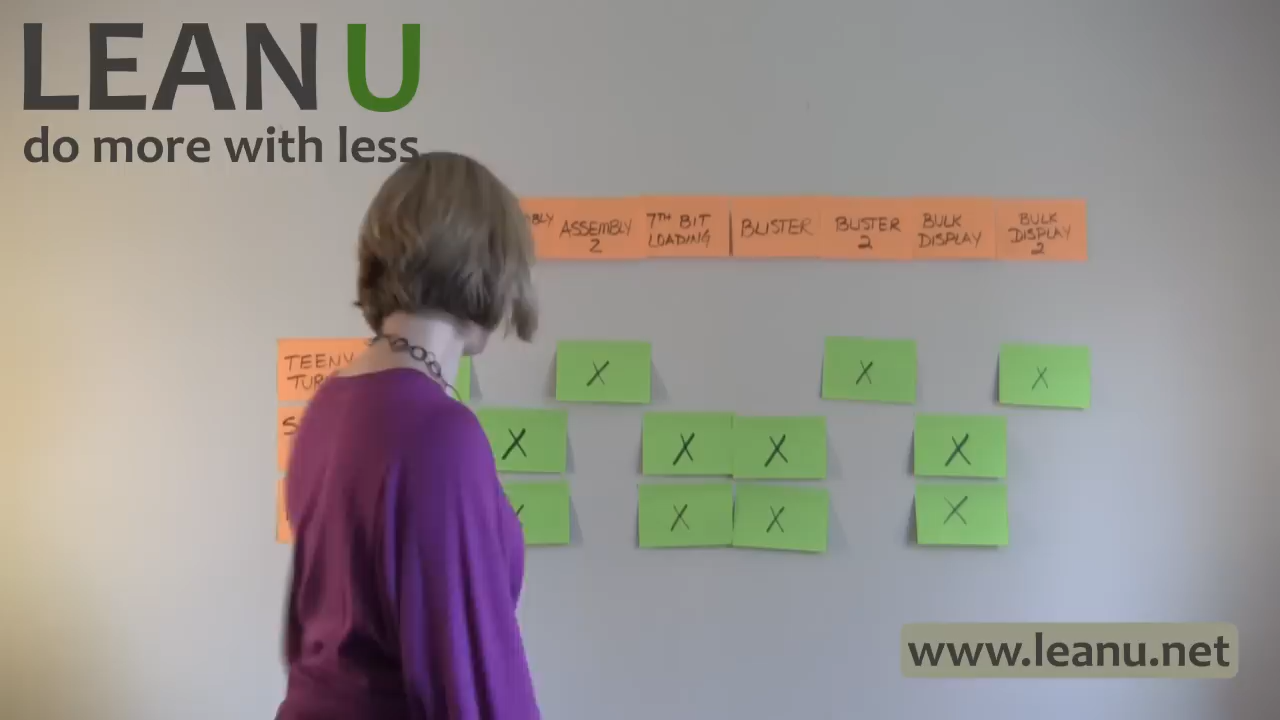 LEAN U
do more with less
ASSEMBLY 2
7TH BIT LOADING
BLISTER
BLISTER 2
BULK DISPLAY
BULK DISPLAY 2
TEENY
X X X
X X X X
X X X
www.leanu.net